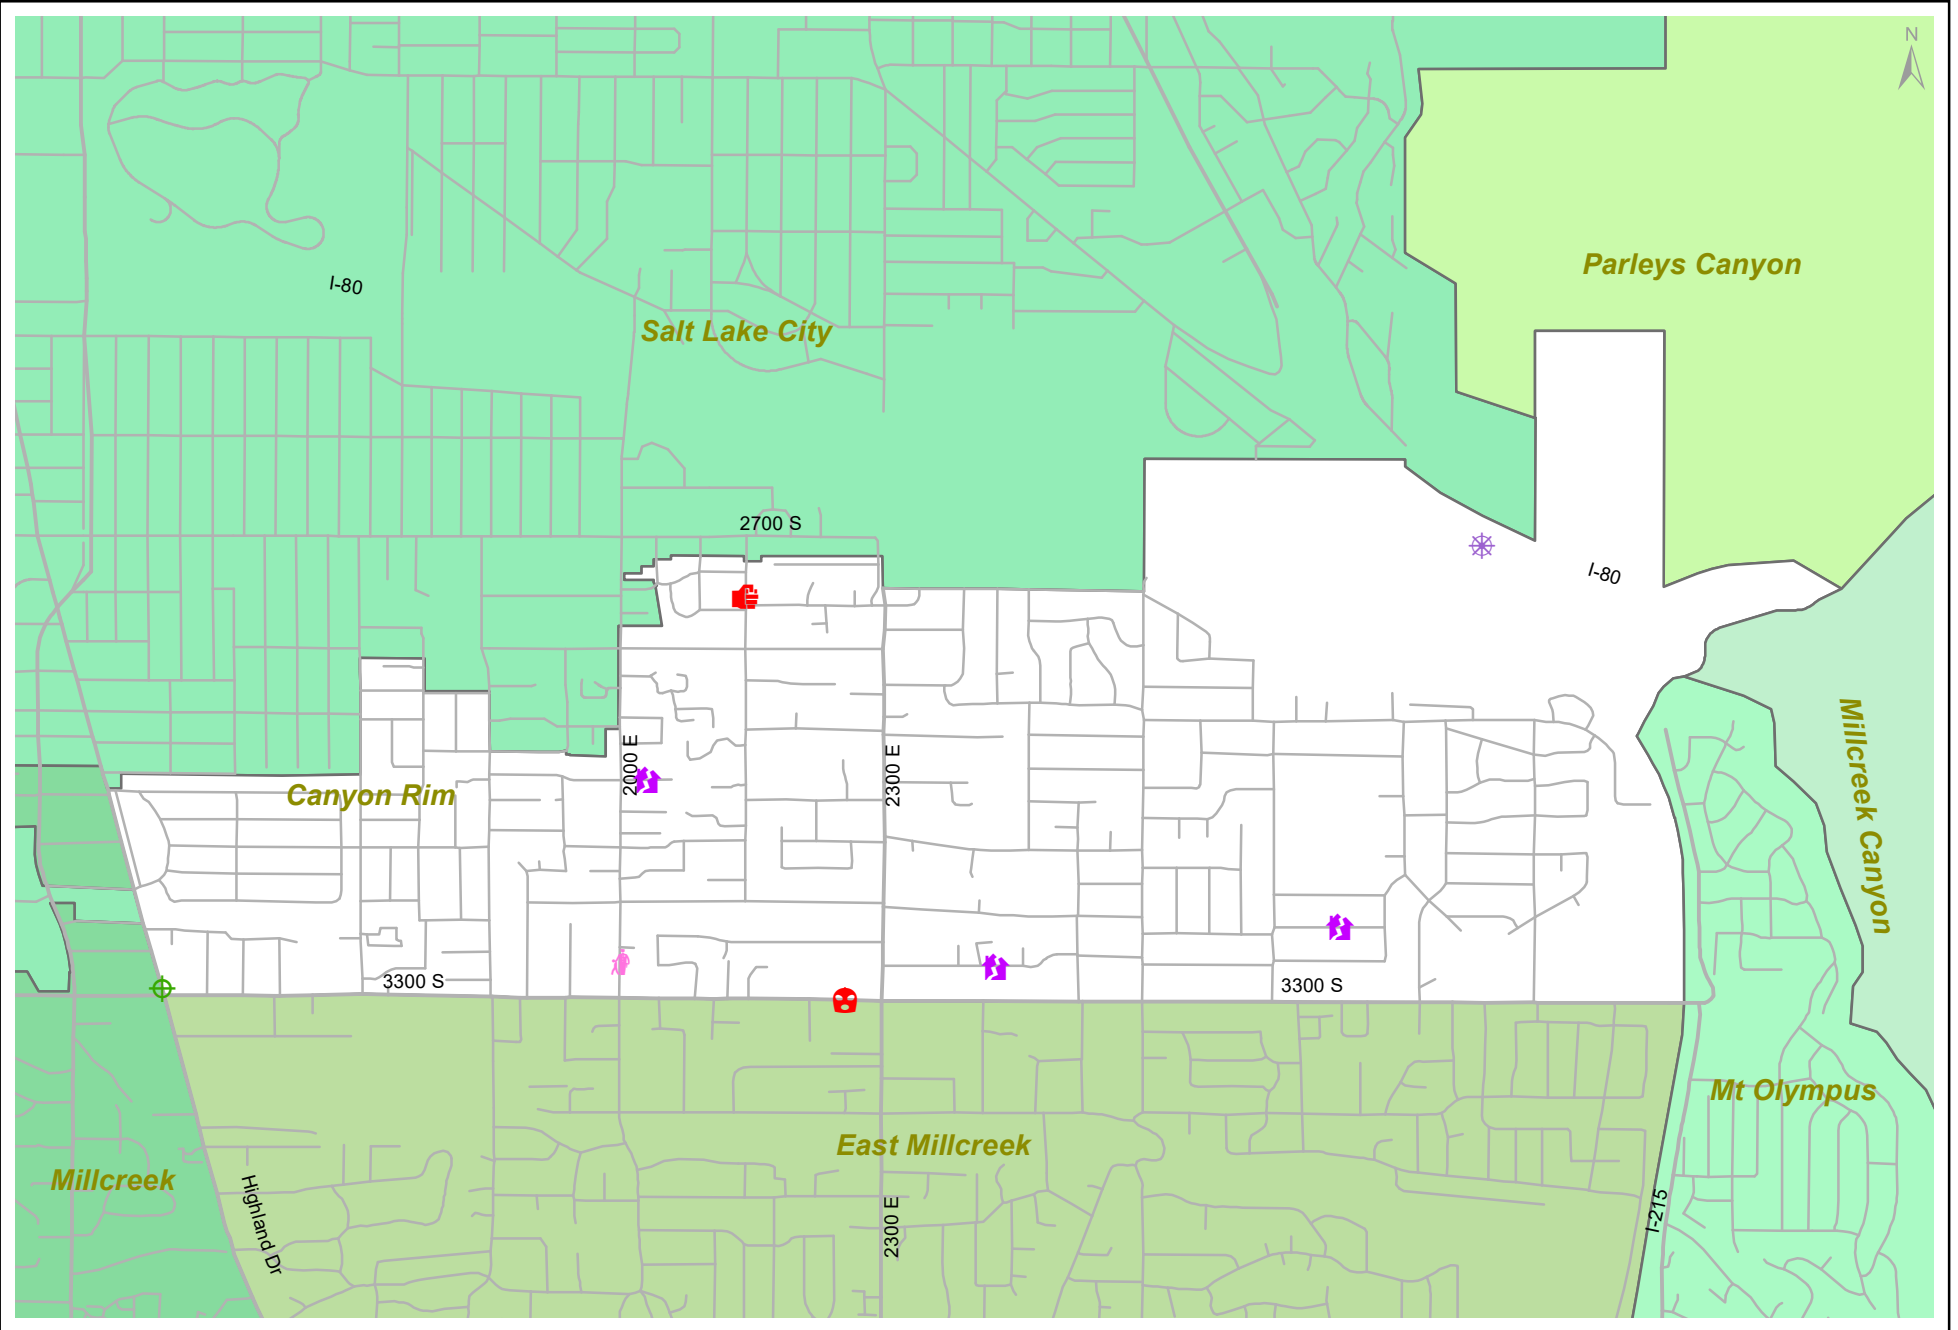 N
Parleys Canyon
I-80
Salt Lake City
2700 S
I-80
Millcreek Canyon
2000 E
2300 E
Canyon Rim
3300 S
3300 S
Mt Olympus
East Millcreek
Millcreek
Highland Dr
2300 E
I-215